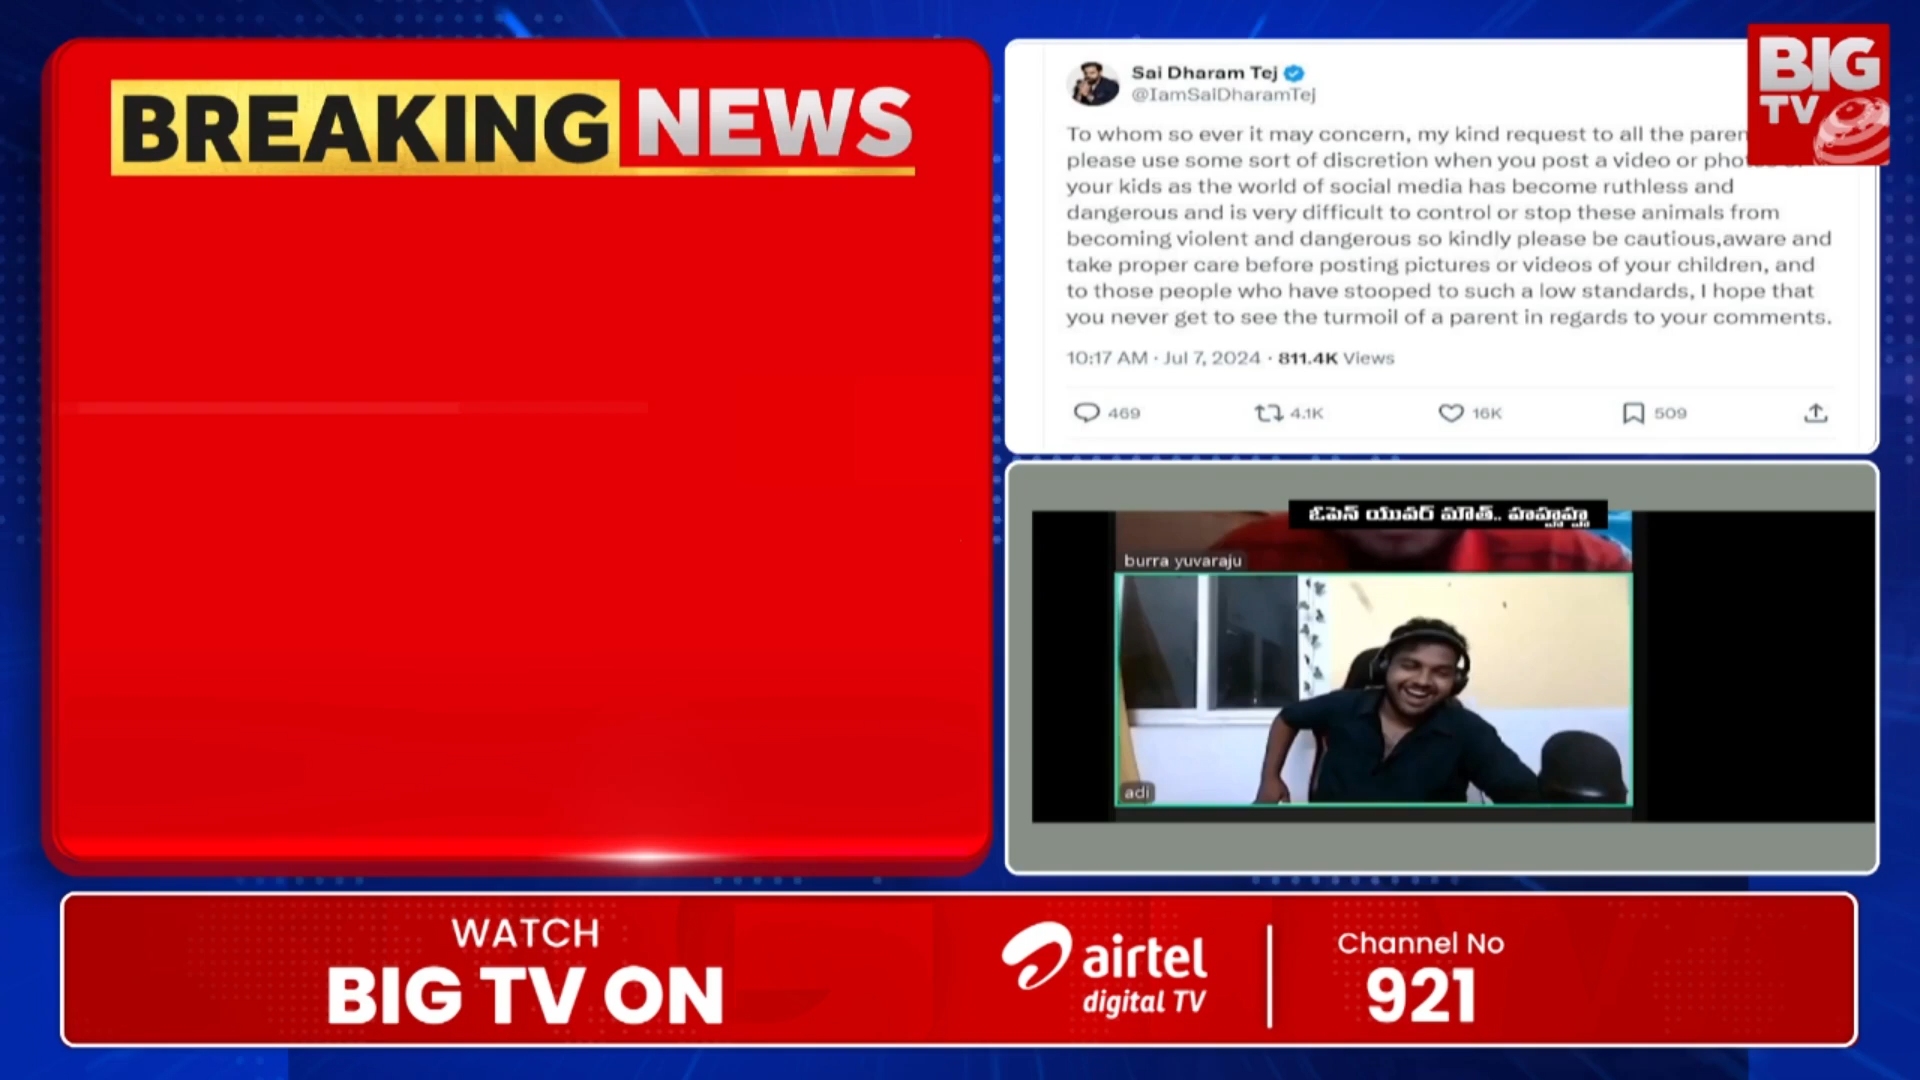 BREAKING NEWS
Sai Dharam Tej
@IamSaiDharamTej
To whom so ever it may concern, my kind request to all the paren
please use some sort of discretion when you post a video or pho
your kids as the world of social media has become ruthless and
dangerous and is very difficult to control or stop these animals from
becoming violent and dangerous so kindly please be cautious,aware and
take proper care before posting pictures or videos of your children, and
to those people who have stooped to such a low standards, I hope that
you never get to see the turmoil of a parent in regards to your comments.
10:17 AM · Jul 7, 2024 · 811.4K Views
469 4.1K 16K 509
BIG
TV
ఓపెన్ యువర్ మౌత్.. హహ్హహ్హ
burra yuvaraju
adi
WATCH
BIG TV ON
airtel
digital TV
Channel No
921